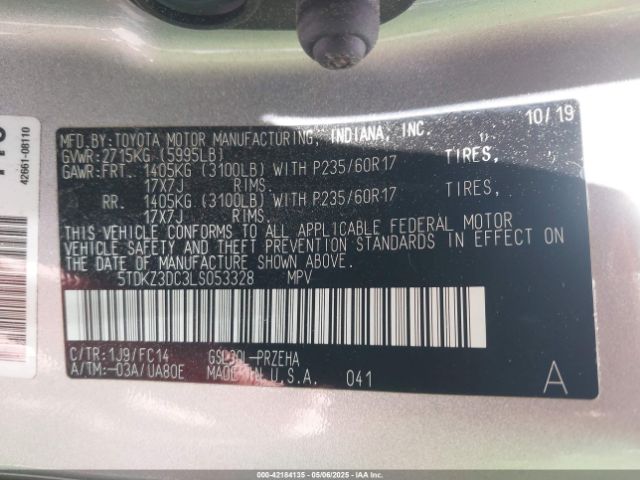 42661-08110
10/19
MFD.BY:TOYOTA MOTOR MANUFACTURING, INDIANA, INC.
GVWR:2715KG (5995LB)
GAWR:FRT. 1405KG (3100LB) WITH P235/60R17 TIRES,
17X7J RIMS.
RR. 1405KG (3100LB) WITH P235/60R17 TIRES,
17X7J RIMS.
THIS VEHICLE CONFORMS TO ALL APPLICABLE FEDERAL MOTOR
VEHICLE SAFETY AND THEFT PREVENTION STANDARDS IN EFFECT ON
THE DATE OF MANUFACTURE SHOWN ABOVE.
5TDKZ3DC3LS053328 MPV
C/TR:1J9/FC14 GSL30L-PRZEHA
A/TM:-03A/UA80E MADE IN U.S.A. 041
A
000-42184135 - 05/06/2025 - IAAI